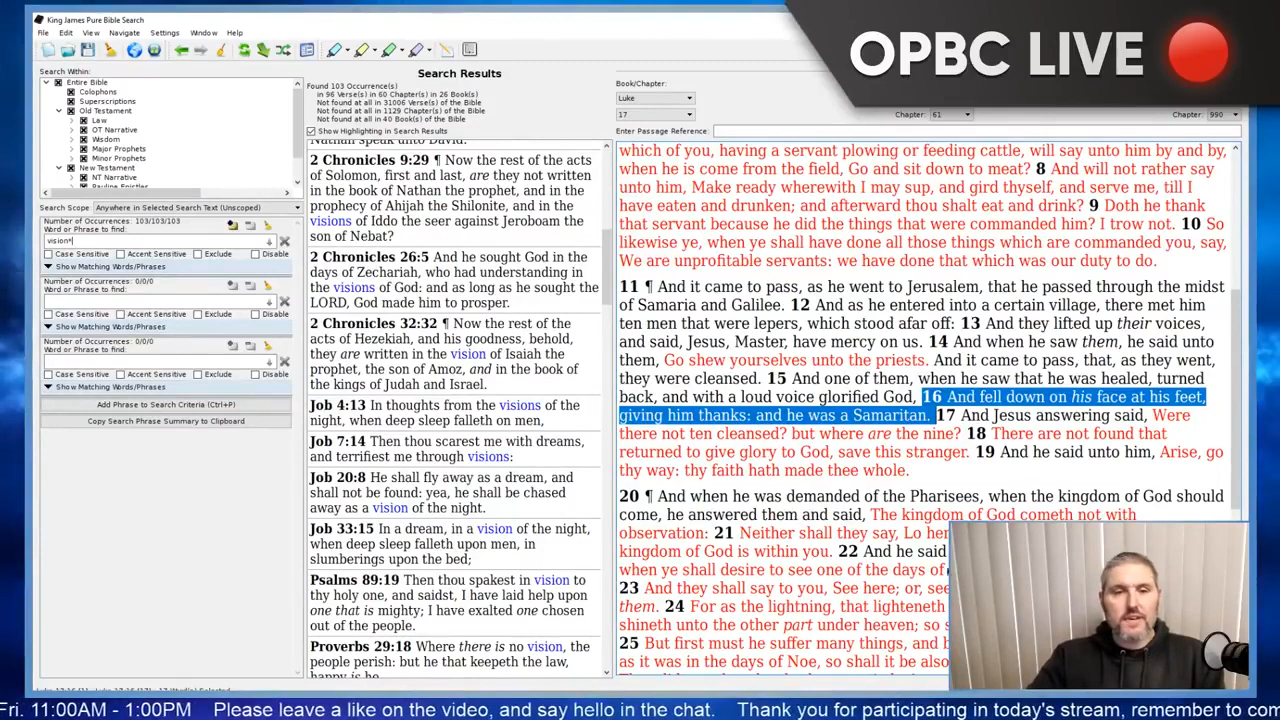 King James Pure Bible Search
OPBC LIVE
File Edit View Navigate Settings Window Help
Search Within:
Entire Bible
Colophons
Superscriptions
Old Testament
Law
OT Narrative
Wisdom
Major Prophets
Minor Prophets
New Testament
NT Narrative
Pauline Epistles
Search Scope: Anywhere in Selected Search Text (Unscoped)
Number of Occurrences: 103/103/103
Word or Phrase to find:
vision*
Case Sensitive Accent Sensitive Exclude Disable
Show Matching Words/Phrases
Number of Occurrences: 0/0/0
Word or Phrase to find:
Case Sensitive Accent Sensitive Exclude Disable
Show Matching Words/Phrases
Number of Occurrences: 0/0/0
Word or Phrase to find:
Case Sensitive Accent Sensitive Exclude Disable
Show Matching Words/Phrases
Add Phrase to Search Criteria (Ctrl+P)
Copy Search Phrase Summary to Clipboard
Search Results
Found 103 Occurrence(s)
in 96 Verse(s) in 60 Chapter(s) in 26 Book(s)
Not found at all in 31006 Verse(s) of the Bible
Not found at all in 1129 Chapter(s) of the Bible
Not found at all in 40 Book(s) of the Bible
Show Highlighting in Search Results
Nathan speak unto David.
2 Chronicles 9:29 ¶ Now the rest of the acts
of Solomon, first and last, are they not written
in the book of Nathan the prophet, and in the
prophecy of Ahijah the Shilonite, and in the
visions of Iddo the seer against Jeroboam the
son of Nebat?
2 Chronicles 26:5 And he sought God in the
days of Zechariah, who had understanding in
the visions of God: and as long as he sought the
LORD, God made him to prosper.
2 Chronicles 32:32 ¶ Now the rest of the
acts of Hezekiah, and his goodness, behold,
they are written in the vision of Isaiah the
prophet, the son of Amoz, and in the book of
the kings of Judah and Israel.
Job 4:13 In thoughts from the visions of the
night, when deep sleep falleth on men,
Job 7:14 Then thou scarest me with dreams,
and terrifiest me through visions:
Job 20:8 He shall fly away as a dream, and
shall not be found: yea, he shall be chased
away as a vision of the night.
Job 33:15 In a dream, in a vision of the night,
when deep sleep falleth upon men, in
slumberings upon the bed;
Psalms 89:19 Then thou spakest in vision to
thy holy one, and saidst, I have laid help upon
one that is mighty; I have exalted one chosen
out of the people.
Proverbs 29:18 Where there is no vision, the
people perish: but he that keepeth the law,
happy is he.
Book/Chapter:
Luke
17 Chapter: 61 Chapter: 990
Enter Passage Reference:
which of you, having a servant plowing or feeding cattle, will say unto him by and by,
when he is come from the field, Go and sit down to meat? 8 And will not rather say
unto him, Make ready wherewith I may sup, and gird thyself, and serve me, till I
have eaten and drunken; and afterward thou shalt eat and drink? 9 Doth he thank
that servant because he did the things that were commanded him? I trow not. 10 So
likewise ye, when ye shall have done all those things which are commanded you, say,
We are unprofitable servants: we have done that which was our duty to do.
11 ¶ And it came to pass, as he went to Jerusalem, that he passed through the midst
of Samaria and Galilee. 12 And as he entered into a certain village, there met him
ten men that were lepers, which stood afar off: 13 And they lifted up their voices,
and said, Jesus, Master, have mercy on us. 14 And when he saw them, he said unto
them, Go shew yourselves unto the priests. And it came to pass, that, as they went,
they were cleansed. 15 And one of them, when he saw that he was healed, turned
back, and with a loud voice glorified God, 16 And fell down on his face at his feet,
giving him thanks: and he was a Samaritan. 17 And Jesus answering said, Were
there not ten cleansed? but where are the nine? 18 There are not found that
returned to give glory to God, save this stranger. 19 And he said unto him, Arise, go
thy way: thy faith hath made thee whole.
20 ¶ And when he was demanded of the Pharisees, when the kingdom of God should
come, he answered them and said, The kingdom of God cometh not with
observation: 21 Neither shall they say, Lo her
kingdom of God is within you. 22 And he said
when ye shall desire to see one of the days of
23 And they shall say to you, See here; or, see
them. 24 For as the lightning, that lighteneth
shineth unto the other part under heaven; so s
25 But first must he suffer many things, and b
as it was in the days of Noe, so shall it be also
Fri. 11:00AM - 1:00PM Please leave a like on the video, and say hello in the chat. Thank you for participating in today's stream, remember to com